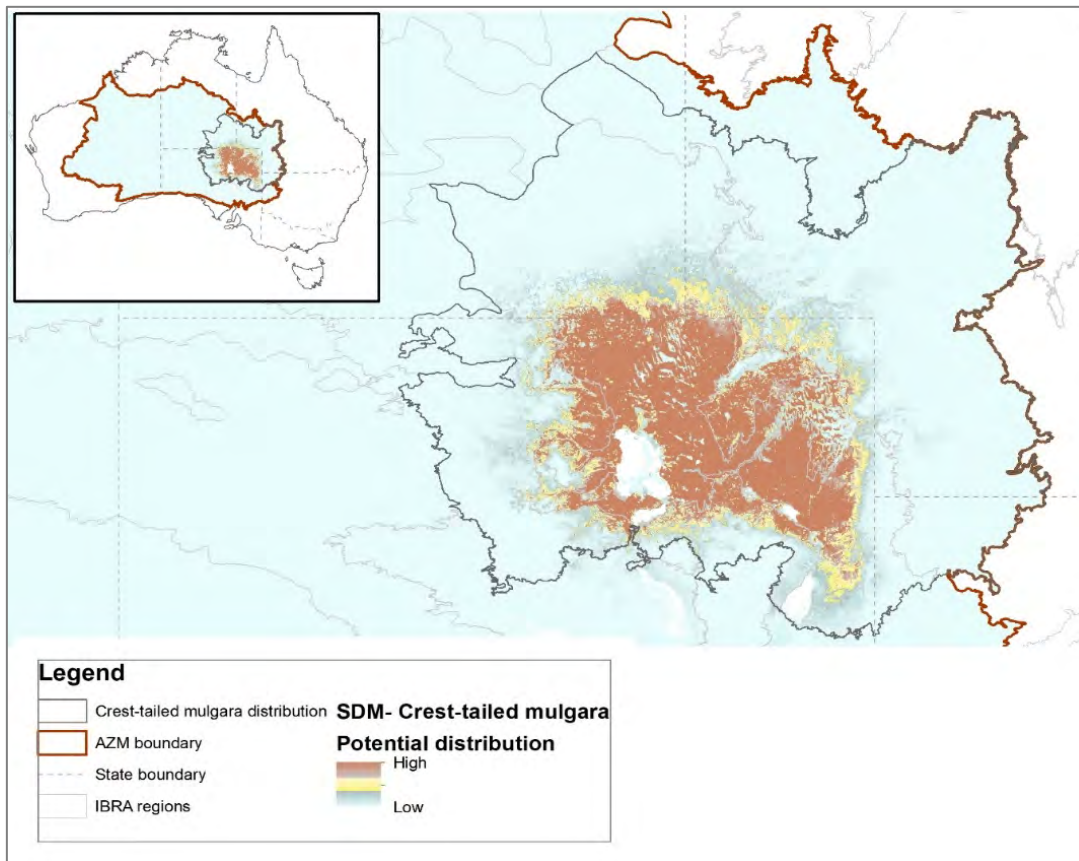 Legend
Crest-tailed mulgara distribution
AZM boundary
State boundary
IBRA regions
SDM- Crest-tailed mulgara
Potential distribution
High
Low